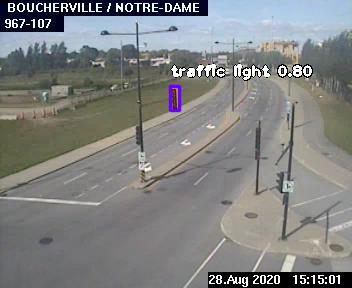 BOUCHERVILLE / NOTRE-DAME
967-107
traffic light 0.80
28.Aug 2020 15:15:01